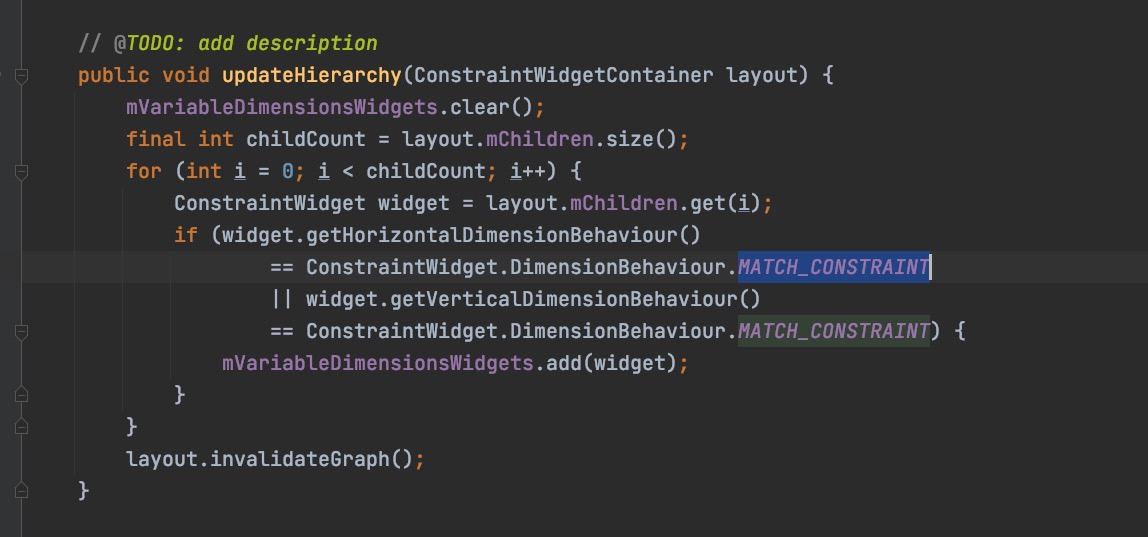 // @TODO: add description
public void updateHierarchy(ConstraintWidgetContainer layout) {
mVariableDimensionsWidgets.clear();
final int childCount = layout.mChildren.size();
for (int i = 0; i < childCount; i++) {
ConstraintWidget widget = layout.mChildren.get(i);
if (widget.getHorizontalDimensionBehaviour()
== ConstraintWidget.DimensionBehaviour.MATCH_CONSTRAINT
|| widget.getVerticalDimensionBehaviour()
== ConstraintWidget.DimensionBehaviour.MATCH_CONSTRAINT) {
mVariableDimensionsWidgets.add(widget);
}
}
layout.invalidateGraph();
}